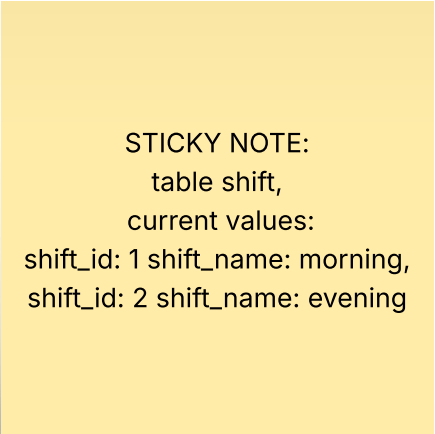 STICKY NOTE:
table shift,
current values:
shift_id: 1 shift_name: morning,
shift_id: 2 shift_name: evening